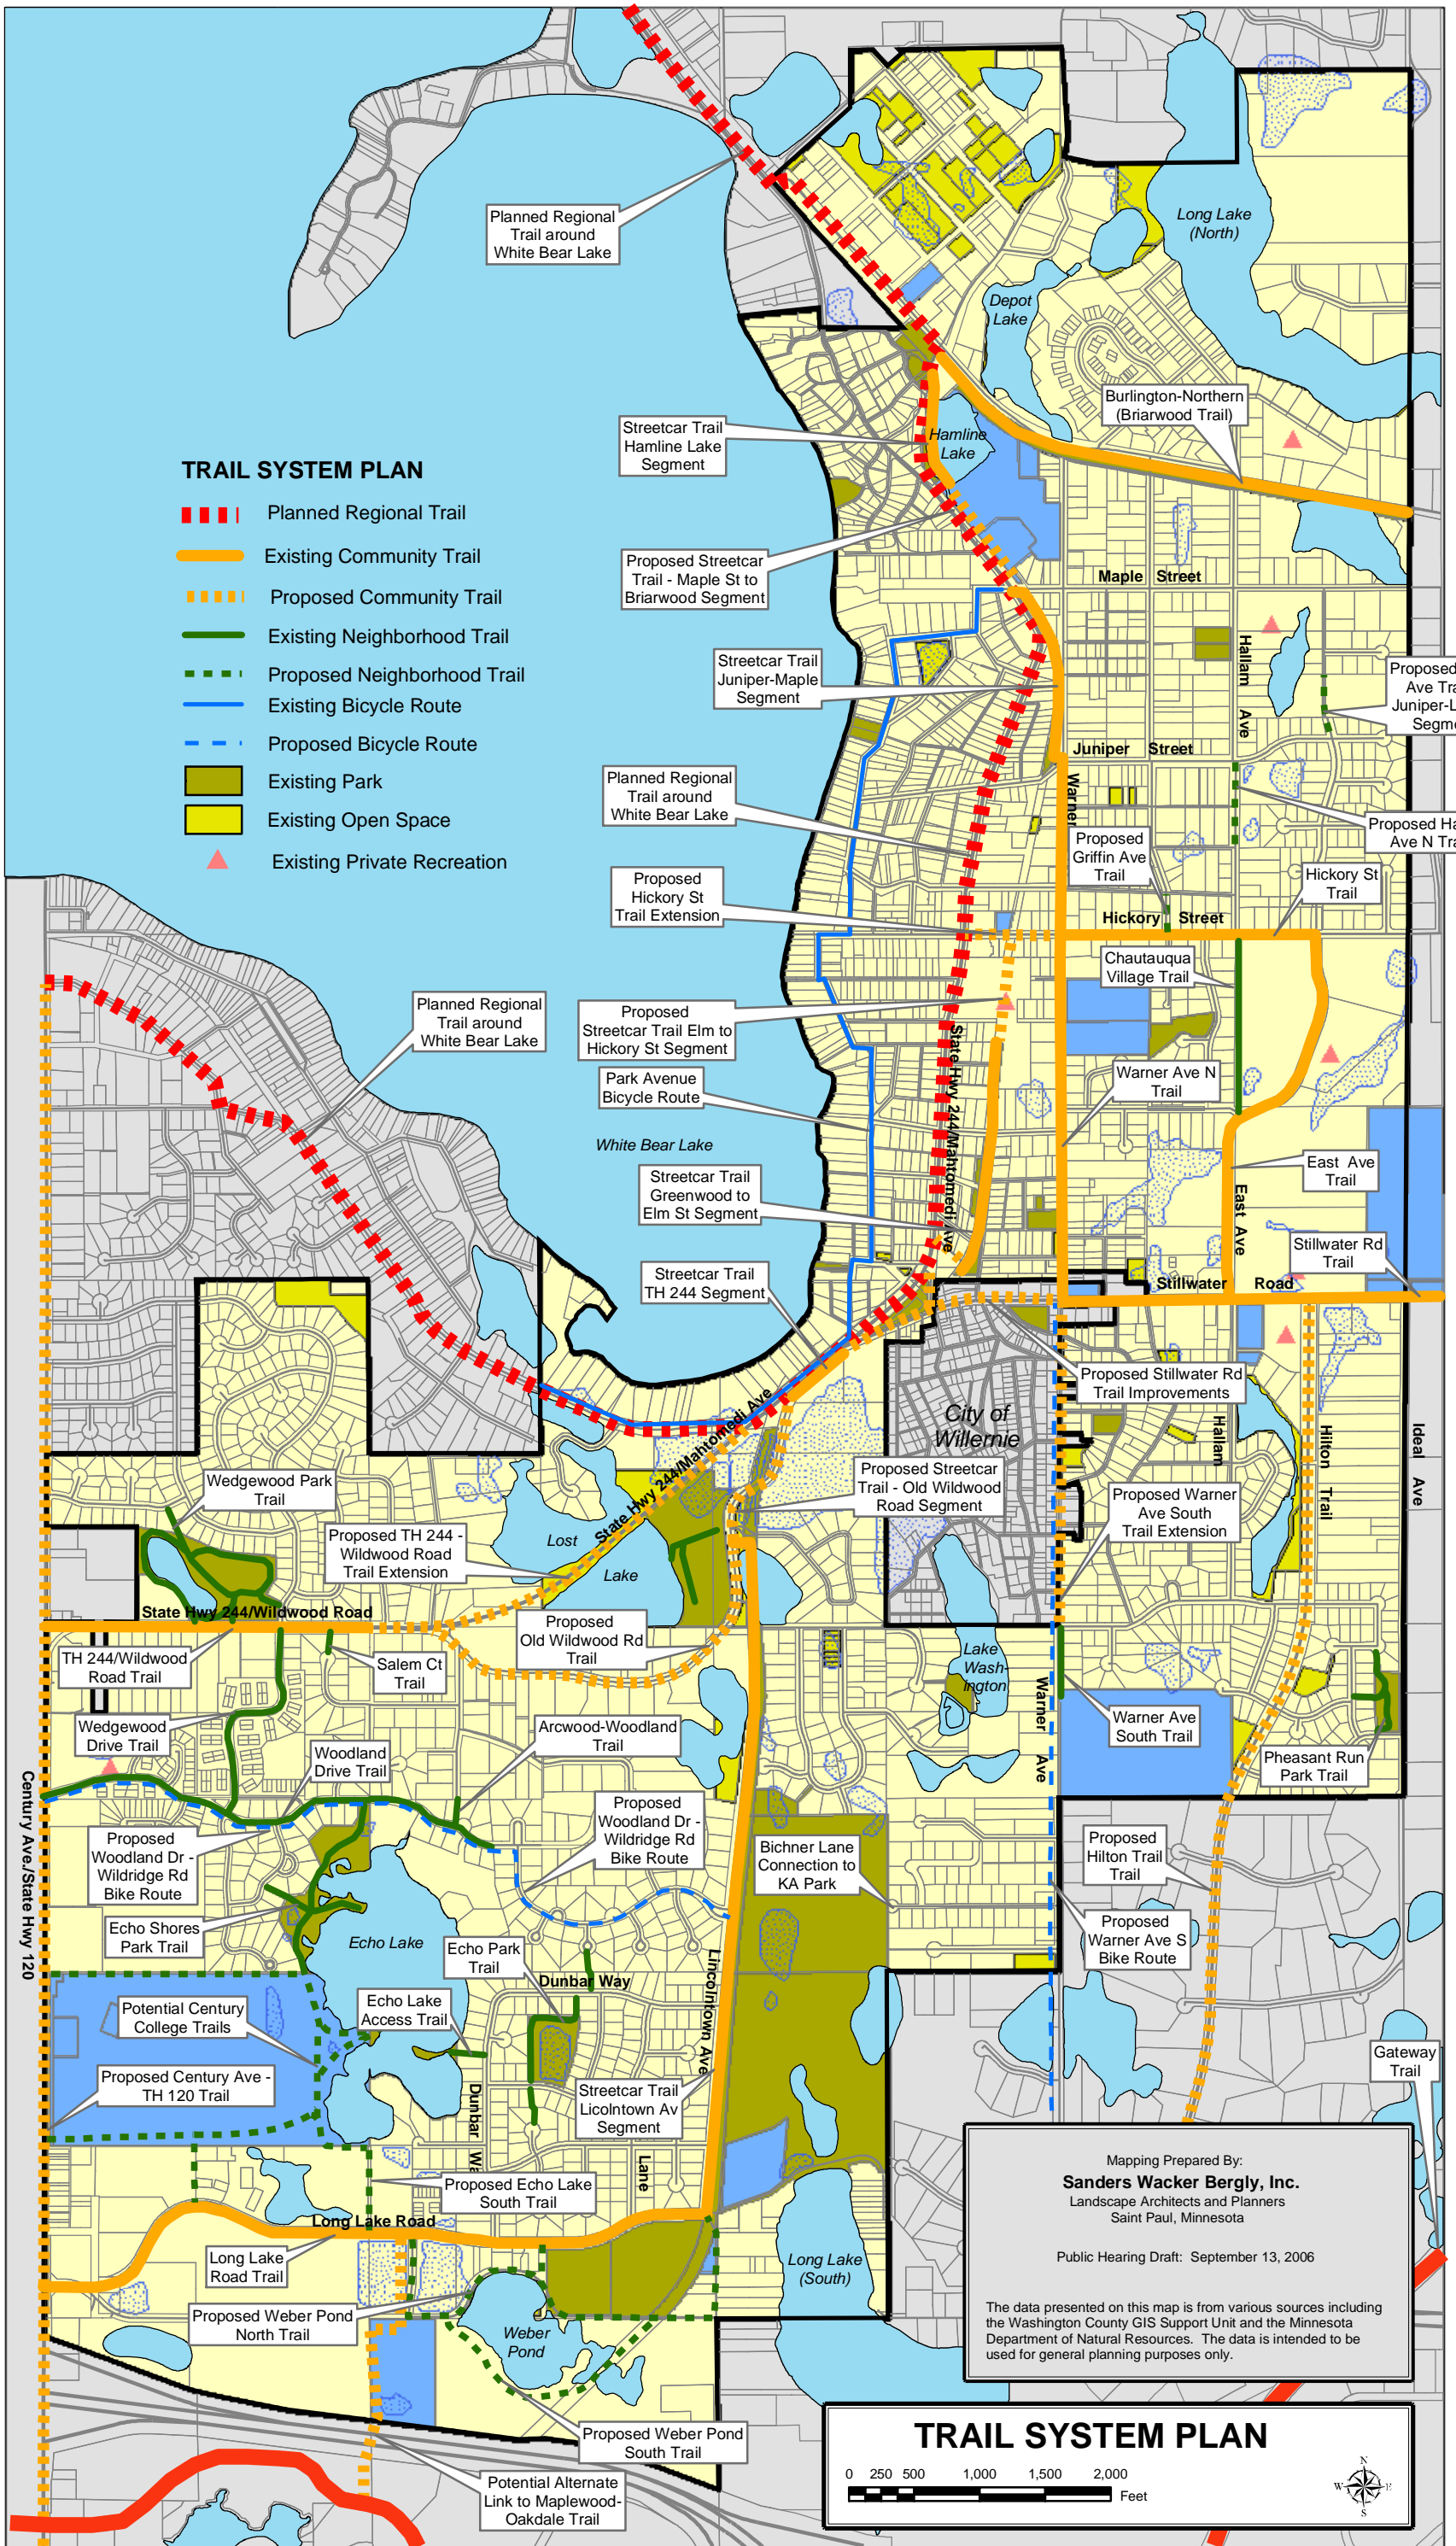 Planned Regional
Trail around
White Bear Lake
Long Lake
(North)
Depot
Lake
Burlington-Northern
(Briarwood Trail)
Streetcar Trail
Hamline Lake
Segment
Hamline
Lake
TRAIL SYSTEM PLAN
Planned Regional Trail
Existing Community Trail
Proposed Community Trail
Existing Neighborhood Trail
Proposed Neighborhood Trail
Existing Bicycle Route
Proposed Bicycle Route
Existing Park
Existing Open Space
Existing Private Recreation
Proposed Streetcar
Trail - Maple St to
Briarwood Segment
Maple Street
Hallam Ave
Streetcar Trail
Juniper-Maple
Segment
Proposed
Ave Tra
Juniper-L
Segme
Juniper Street
Warner
Planned Regional
Trail around
White Bear Lake
Proposed Ha
Ave N Tra
Proposed
Griffin Ave
Trail
Hickory St
Trail
Proposed
Hickory St
Trail Extension
Hickory Street
Chautauqua
Village Trail
Planned Regional
Trail around
White Bear Lake
Proposed
Streetcar Trail Elm to
Hickory St Segment
State Hwy 244/Mahtomedi Ave
Warner Ave N
Trail
Park Avenue
Bicycle Route
White Bear Lake
Streetcar Trail
Greenwood to
Elm St Segment
East Ave
Trail
East Ave
Stillwater Rd
Trail
Streetcar Trail
TH 244 Segment
Stillwater Road
Proposed Stillwater Rd
Trail Improvements
City of
Willernie
Hallam
Hilton Trail
Ideal Ave
State Hwy 244/Mahtomedi Ave
Wedgewood Park
Trail
Proposed Streetcar
Trail - Old Wildwood
Road Segment
Proposed Warner
Ave South
Trail Extension
Proposed TH 244 -
Wildwood Road
Trail Extension
Lost
Lake
State Hwy 244/Wildwood Road
Proposed
Old Wildwood Rd
Trail
TH 244/Wildwood
Road Trail
Salem Ct
Trail
Lake
Wash-
ington
Warner Ave
Warner Ave
South Trail
Wedgewood
Drive Trail
Arcwood-Woodland
Trail
Woodland
Drive Trail
Pheasant Run
Park Trail
Century Ave./State Hwy 120
Proposed
Woodland Dr -
Wildridge Rd
Bike Route
Proposed
Woodland Dr -
Wildridge Rd
Bike Route
Bichner Lane
Connection to
KA Park
Proposed
Hilton Trail
Trail
Echo Shores
Park Trail
Echo Lake
Echo Park
Trail
Proposed
Warner Ave S
Bike Route
Dunbar Way
Lincolntown Ave
Potential Century
College Trails
Echo Lake
Access Trail
Gateway
Trail
Proposed Century Ave -
TH 120 Trail
Streetcar Trail
Licolntown Av
Segment
Dunbar Wa
Lane
Proposed Echo Lake
South Trail
Long Lake Road
Long Lake
Road Trail
Long Lake
(South)
Proposed Weber Pond
North Trail
Weber
Pond
Proposed Weber Pond
South Trail
Potential Alternate
Link to Maplewood-
Oakdale Trail
Mapping Prepared By:
Sanders Wacker Bergly, Inc.
Landscape Architects and Planners
Saint Paul, Minnesota
Public Hearing Draft: September 13, 2006
The data presented on this map is from various sources including
the Washington County GIS Support Unit and the Minnesota
Department of Natural Resources. The data is intended to be
used for general planning purposes only.
TRAIL SYSTEM PLAN
0 250 500 1,000 1,500 2,000
Feet
N
W E
S